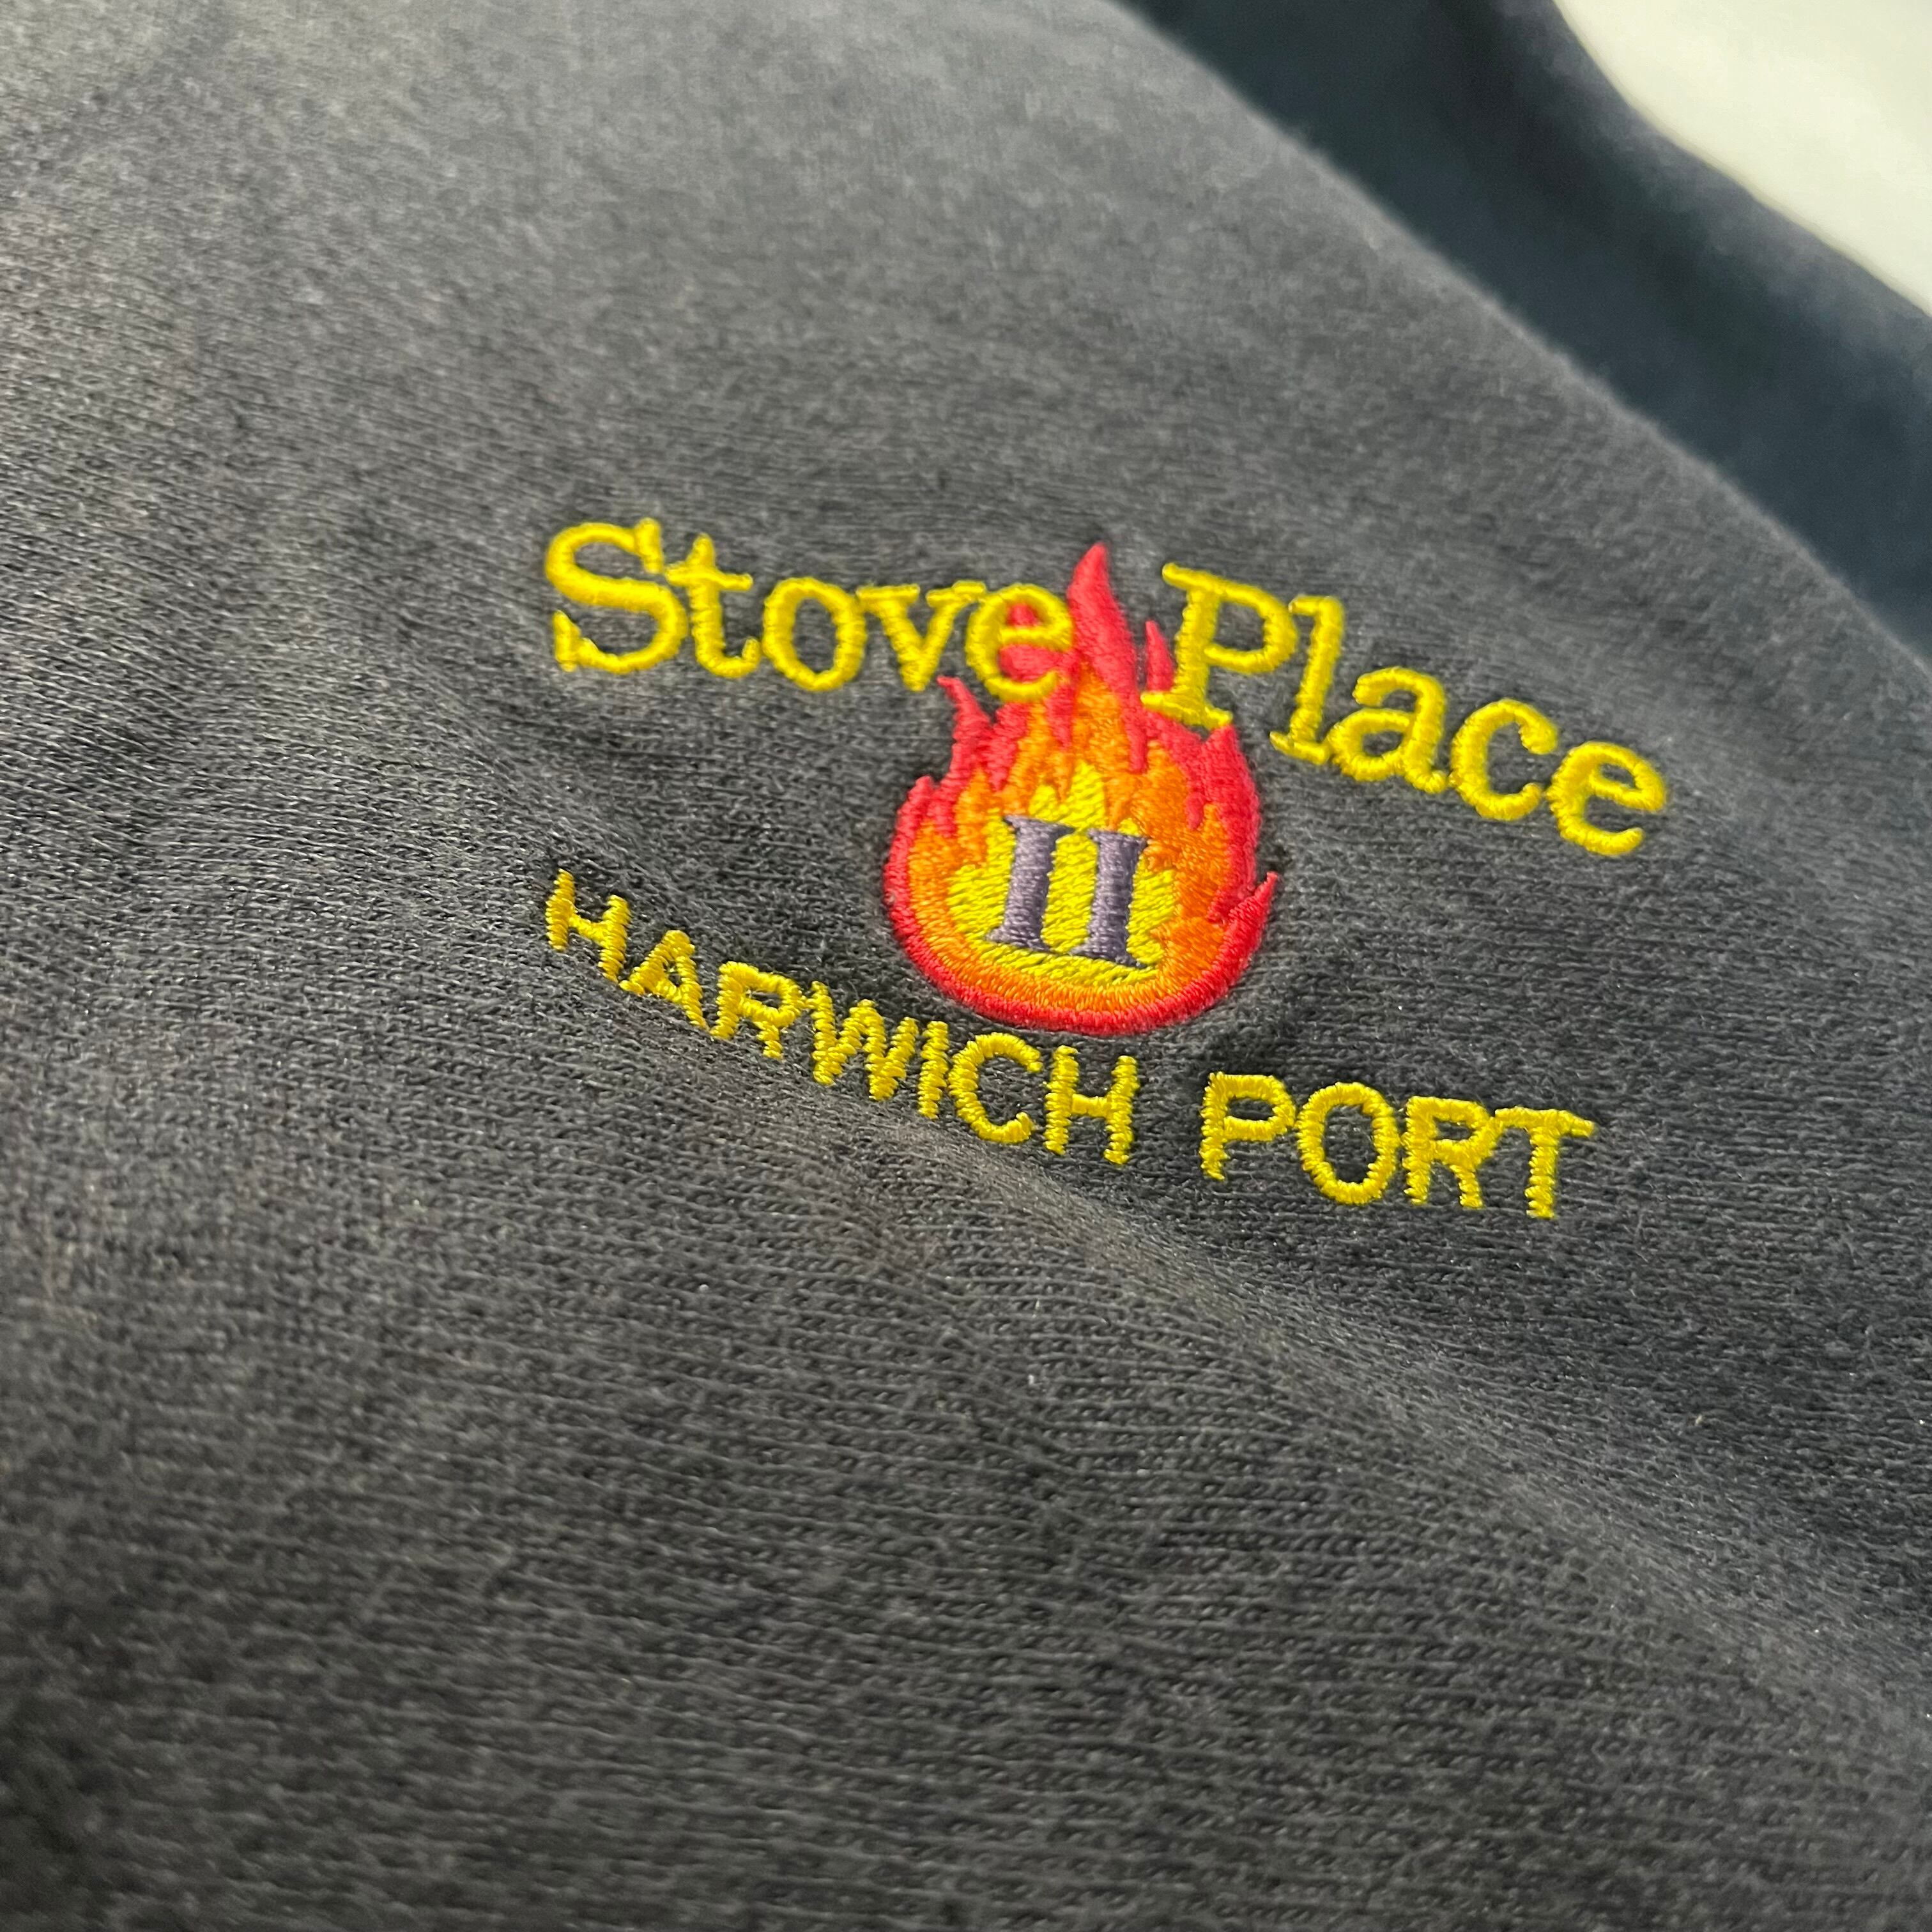 Stove Place
II
HARWICH PORT